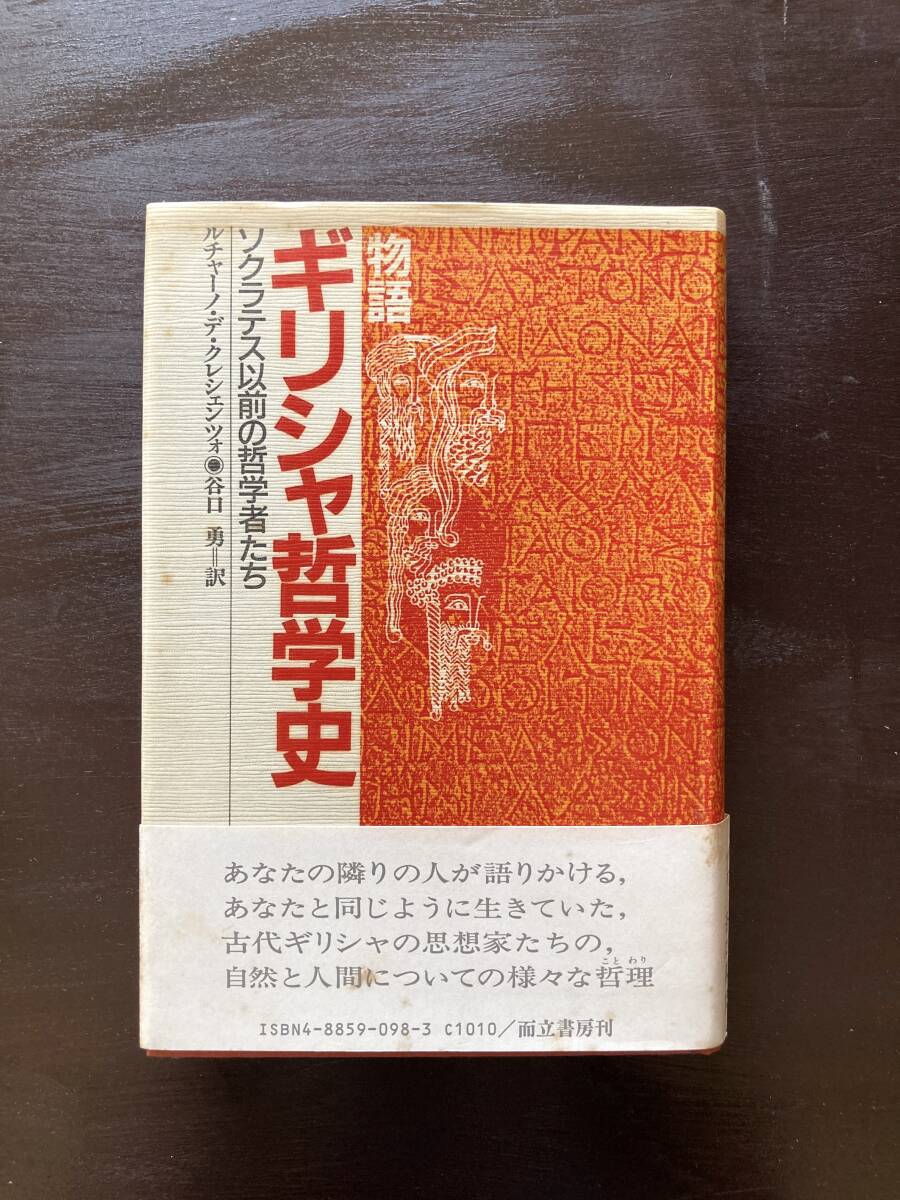 物語
ギリシャ哲学史
ソクラテス以前の哲学者たち
ルチャーノ・デ・クレシェンツォ㊂谷口 勇=訳
あなたの隣りの人が語りかける,
あなたと同じように生きていた,
古代ギリシャの思想家たちの,
自然と人間についての様々な哲理
ことわり
ISBN4-8859-098-3 C1010/而立書房刊